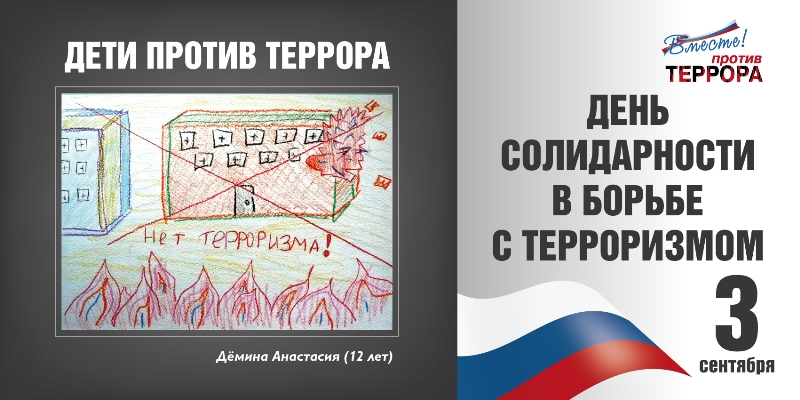 ДЕТИ ПРОТИВ ТЕРРОРА
нет терроризма!
Дёмина Анастасия (12 лет)
Вместе!
против
ТЕРРОРА
ДЕНЬ
СОЛИДАРНОСТИ
В БОРЬБЕ
С ТЕРРОРИЗМОМ
3
сентября